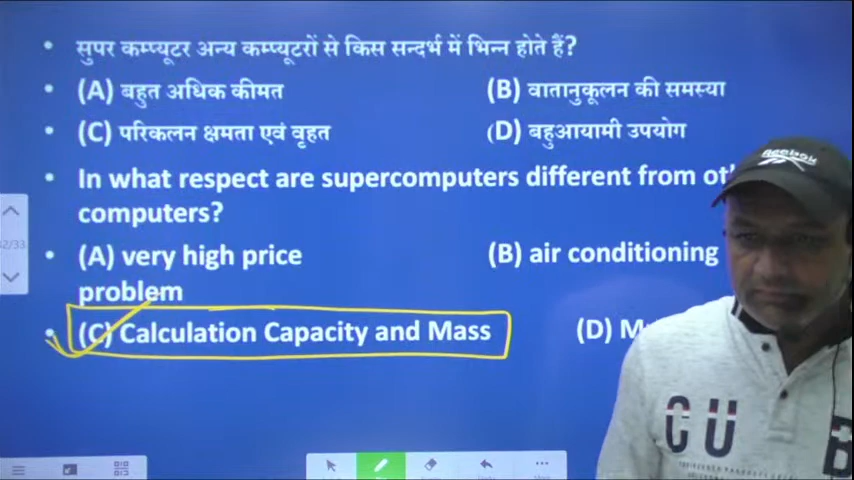 सुपर कम्प्यूटर अन्य कम्प्यूटरों से किस सन्दर्भ में भिन्न होते हैं?
(A) बहुत अधिक कीमत (B) वातानुकूलन की समस्या
(C) परिकलन क्षमता एवं वृहत (D) बहुआयामी उपयोग
In what respect are supercomputers different from
computers?
(A) very high price (B) air conditioning
problem
(C) Calculation Capacity and Mass (D)
Reebok
CU